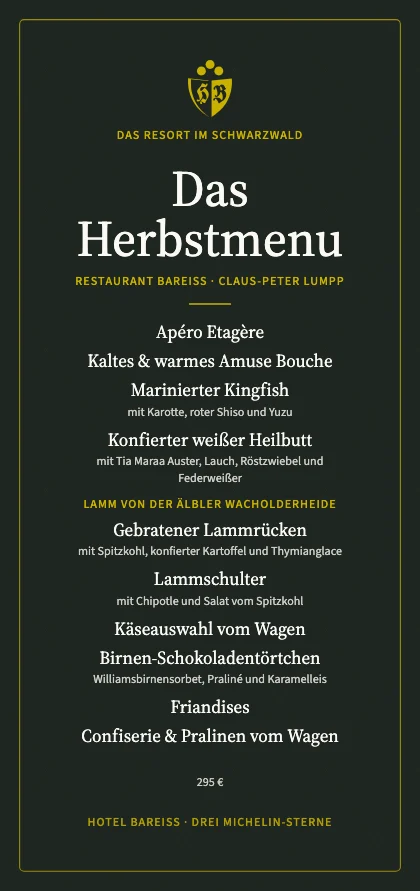 HB
DAS RESORT IM SCHWARZWALD
Das
Herbstmenu
RESTAURANT BAREISS · CLAUS-PETER LUMPP
Apéro Etagère
Kaltes & warmes Amuse Bouche
Marinierter Kingfish
mit Karotte, roter Shiso und Yuzu
Konfierter weißer Heilbutt
mit Tia Maraa Auster, Lauch, Röstzwiebel und
Federweißer
LAMM VON DER ÄLBLER WACHOLDERHEIDE
Gebratener Lammrücken
mit Spitzkohl, konfierter Kartoffel und Thymianglace
Lammschulter
mit Chipotle und Salat vom Spitzkohl
Käseauswahl vom Wagen
Birnen-Schokoladentörtchen
Williamsbirnensorbet, Praliné und Karamelleis
Friandises
Confiserie & Pralinen vom Wagen
295 €
HOTEL BAREISS · DREI MICHELIN-STERNE